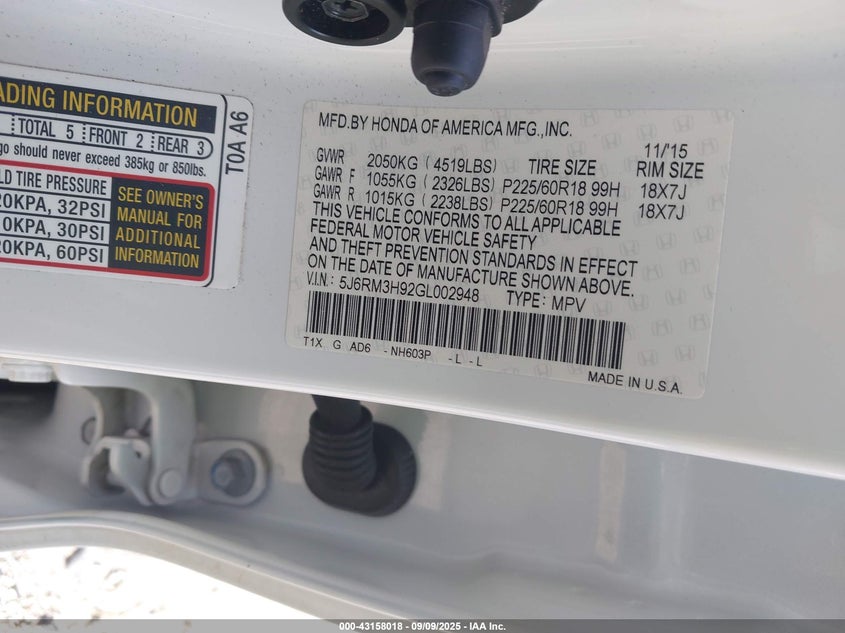 ADING INFORMATION
TOTAL 5 FRONT 2 REAR 3
go should never exceed 385kg or 850lbs.
LD TIRE PRESSURE
20KPA, 32PSI
0KPA, 30PSI
20KPA, 60PSI
SEE OWNER'S
MANUAL FOR
ADDITIONAL
INFORMATION
T0A A6
MFD.BY HONDA OF AMERICA MFG.,INC.
11/'15
GVWR 2050KG (4519LBS) TIRE SIZE RIM SIZE
GAWR F 1055KG (2326LBS) P225/60R18 99H 18X7J
GAWR R 1015KG (2238LBS) P225/60R18 99H 18X7J
THIS VEHICLE CONFORMS TO ALL APPLICABLE
FEDERAL MOTOR VEHICLE SAFETY
AND THEFT PREVENTION STANDARDS IN EFFECT
ON THE DATE OF MANUFACTURE SHOWN ABOVE.
V.I.N: 5J6RM3H92GL002948 TYPE: MPV
T1X G AD6 - NH603P - L - L
MADE IN U.S.A.
000-43158018 - 09/09/2025 - IAA Inc.